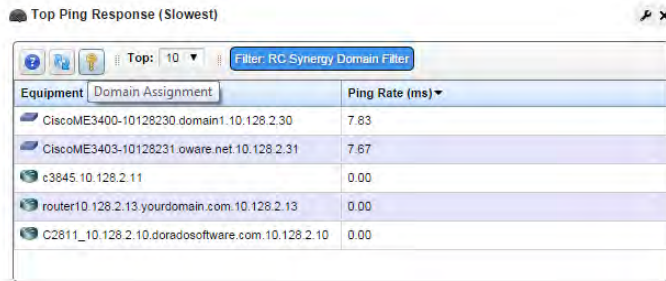 Top Ping Response (Slowest)
Top: 10 Filter: RC Synergy Domain Filter
Equipment Domain Assignment Ping Rate (ms)
CiscoME3400-10128230.domain1.10.128.2.30 7.83
CiscoME3403-10128231.oware.net.10.128.2.31 7.67
c3845.10.128.2.11 0.00
router10.128.2.13.yourdomain.com.10.128.2.13 0.00
C2811_10.128.2.10.doradosoftware.com.10.128.2.10 0.00